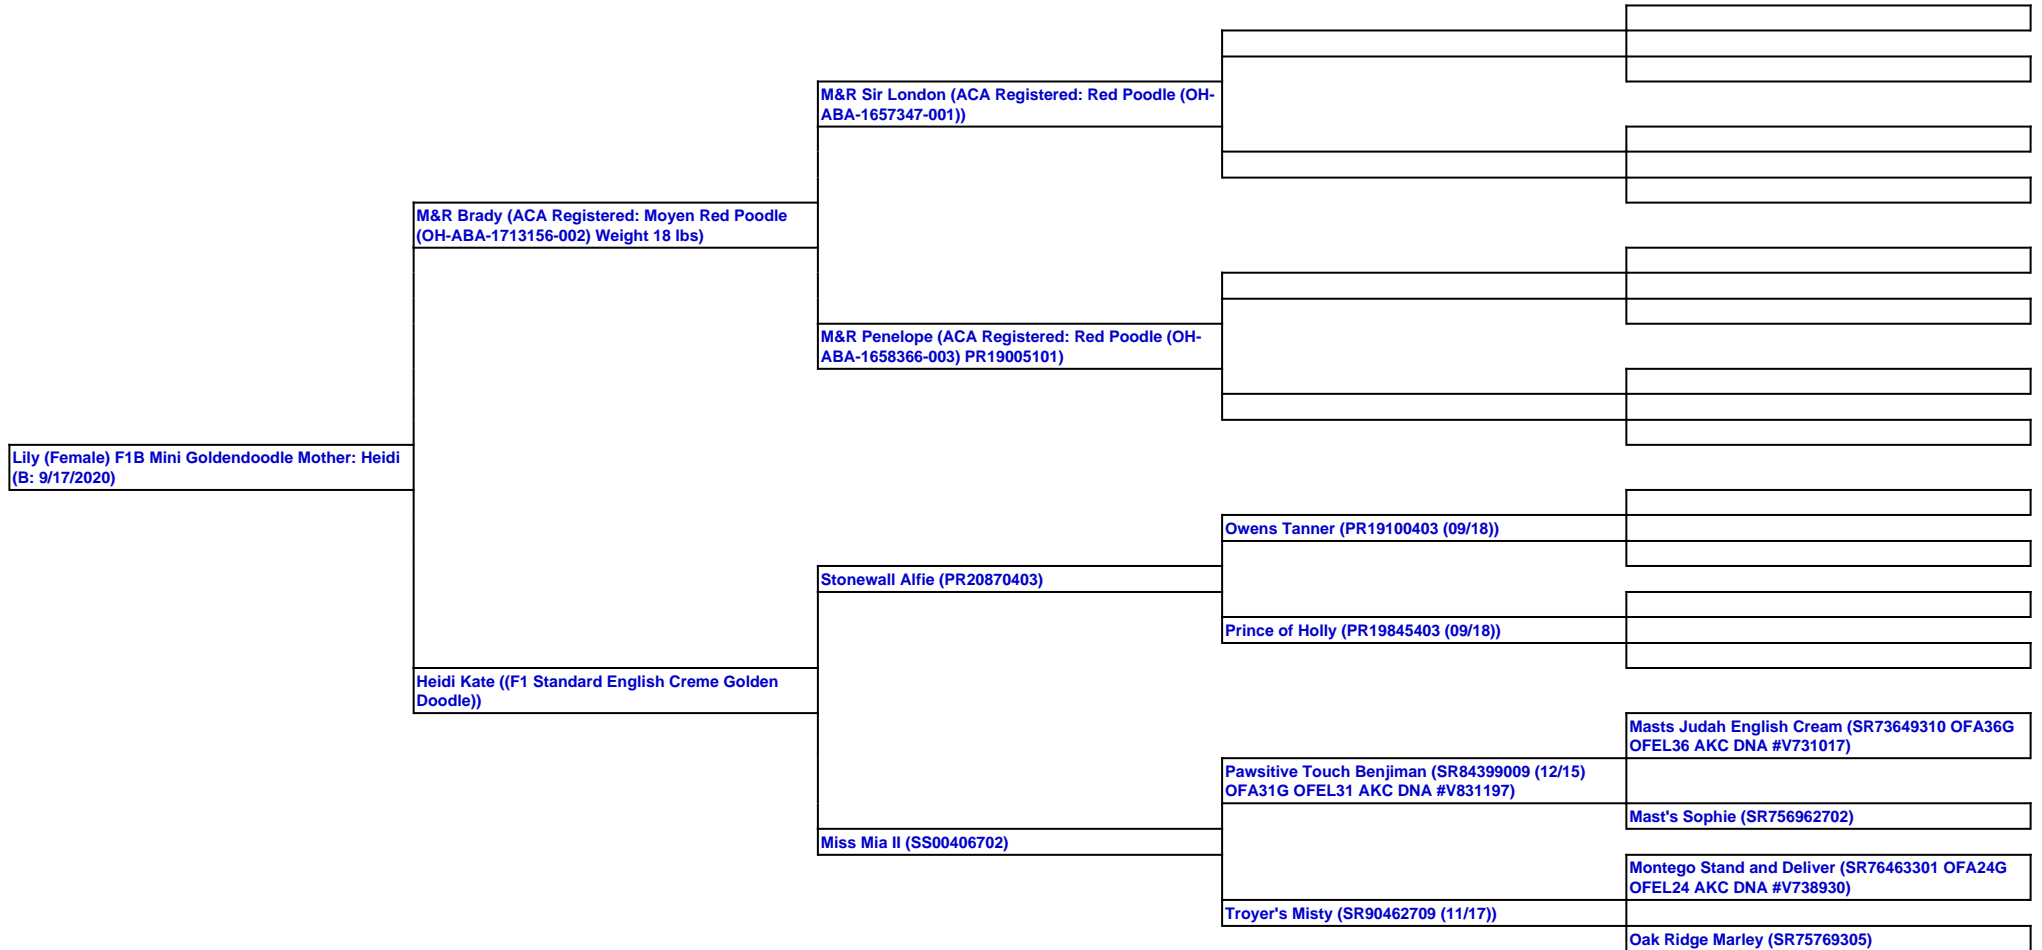 M&R Sir London (ACA Registered: Red Poodle (OH-
ABA-1657347-001))
M&R Brady (ACA Registered: Moyen Red Poodle
(OH-ABA-1713156-002) Weight 18 lbs)
M&R Penelope (ACA Registered: Red Poodle (OH-
ABA-1658366-003) PR19005101)
Lily (Female) F1B Mini Goldendoodle Mother: Heidi
(B: 9/17/2020)
Owens Tanner (PR19100403 (09/18))
Stonewall Alfie (PR20870403)
Prince of Holly (PR19845403 (09/18))
Heidi Kate ((F1 Standard English Creme Golden
Doodle))
Masts Judah English Cream (SR73649310 OFA36G
OFEL36 AKC DNA #V731017)
Pawsitive Touch Benjiman (SR84399009 (12/15)
OFA31G OFEL31 AKC DNA #V831197)
Mast's Sophie (SR756962702)
Miss Mia II (SS00406702)
Montego Stand and Deliver (SR76463301 OFA24G
OFEL24 AKC DNA #V738930)
Troyer's Misty (SR90462709 (11/17))
Oak Ridge Marley (SR75769305)